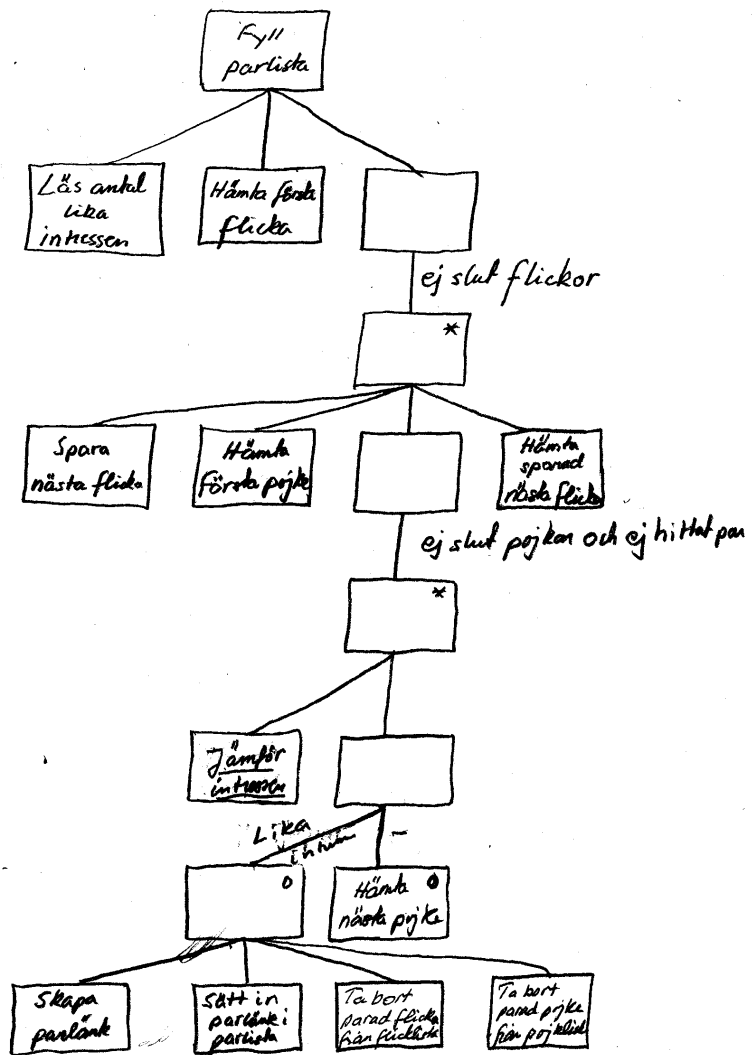 Fyll
parlista
Läs antal
lika
intressen
Hämta första
flicka
ej slut flickor
*
Spara
nästa flicka
Hämta
första pojke
Hämta
sparad
nästa flicka
ej slut pojkar och ej hittat par
*
Jämför
intressen
Lika
–
o
Hämta o
nästa pojke
Skapa
parlänk
Sätt in
parlänk i
parlista
Ta bort
parad flicka
från flicklista
Ta bort
parad pojke
från pojklista